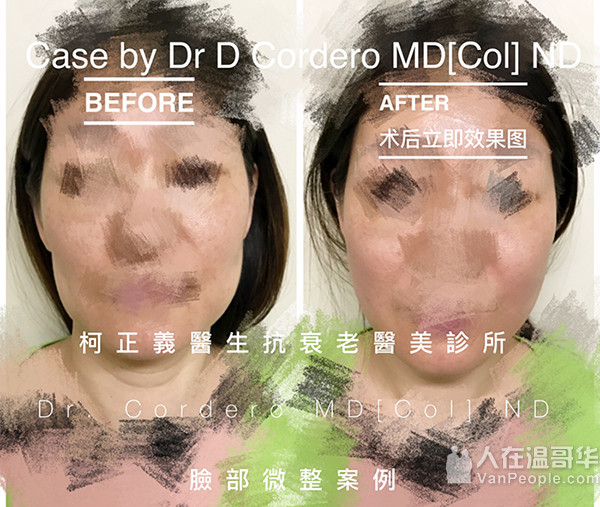 Case by Dr D Cordero MD[Col] ND
BEFORE
AFTER
术后立即效果图
柯正義醫生抗衰老醫美診所
Dr. Cordero MD[Col] ND
臉部微整案例
人在温哥华
VanPeople.com